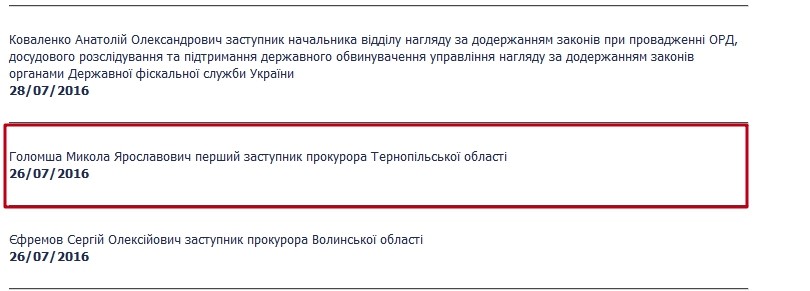 Коваленко Анатолій Олександрович заступник начальника відділу нагляду за додержанням законів при провадженні ОРД,
досудового розслідування та підтримання державного обвинувачення управління нагляду за додержанням законів
органами Державної фіскальної служби України
28/07/2016
Голомша Микола Ярославович перший заступник прокурора Тернопільської області
26/07/2016
Єфремов Сергій Олексійович заступник прокурора Волинської області
26/07/2016